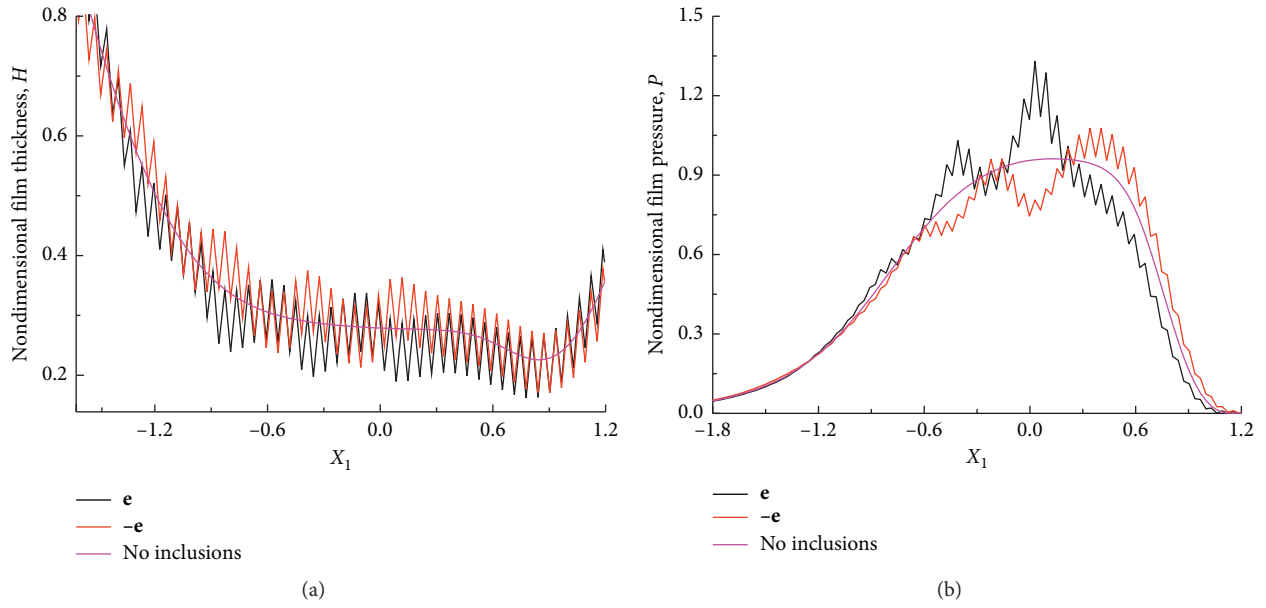 0.8
0.6
0.4
0.2
Nondimensional film thickness, H
−1.2 −0.6 0.0 0.6 1.2
X1
e
–e
No inclusions
(a)
1.5
1.2
0.9
0.6
0.3
0.0
Nondimensional film pressure, P
−1.8 −1.2 −0.6 0.0 0.6 1.2
X1
e
–e
No inclusions
(b)